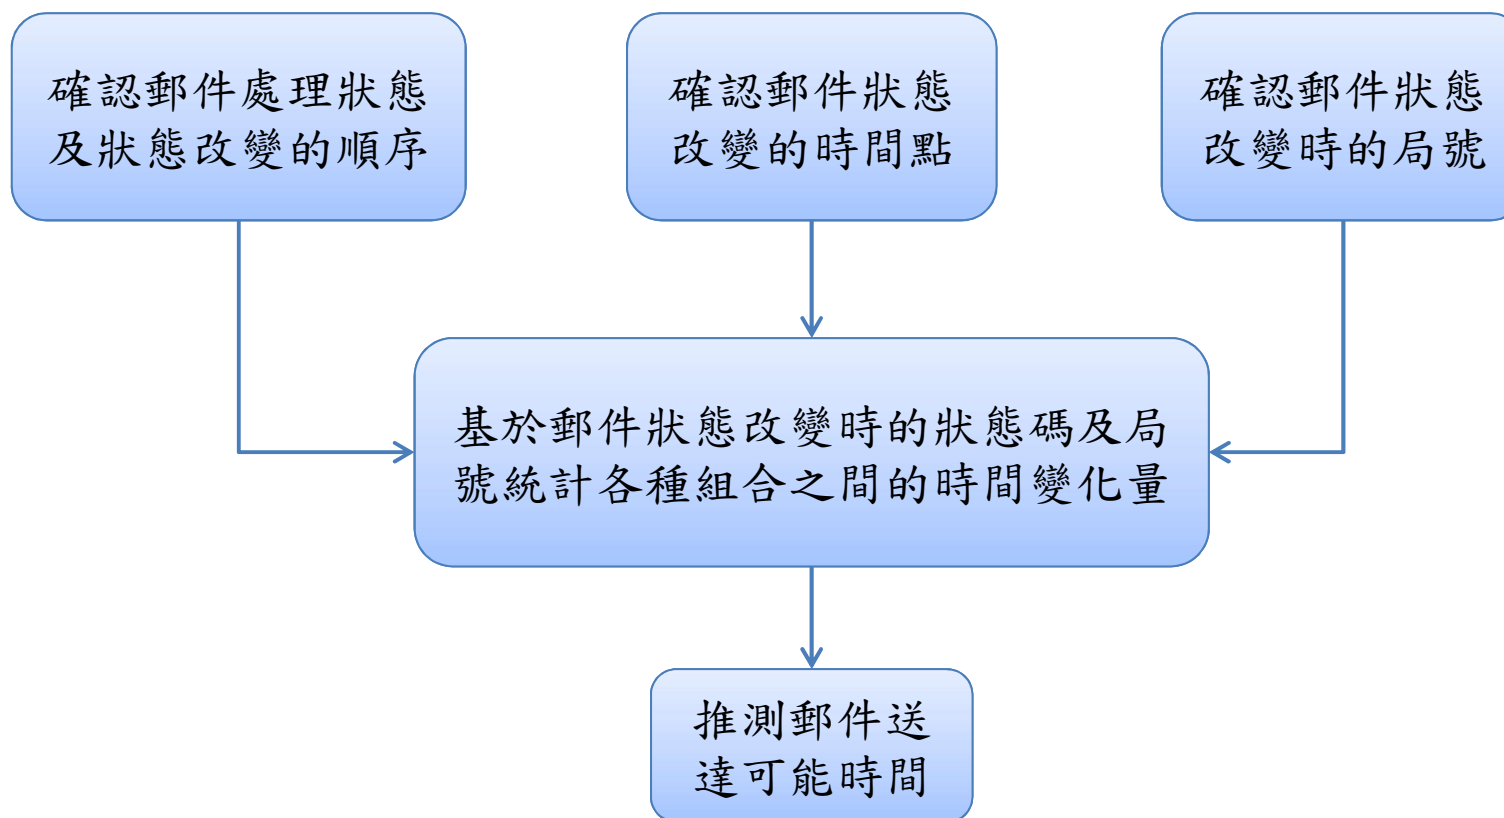 確認郵件處理狀態
及狀態改變的順序
確認郵件狀態
改變的時間點
確認郵件狀態
改變時的局號
基於郵件狀態改變時的狀態碼及局
號統計各種組合之間的時間變化量
推測郵件送
達可能時間